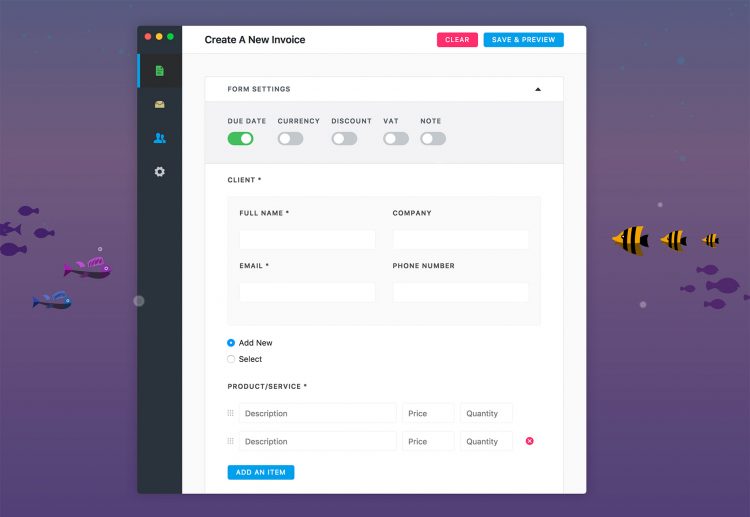 Create A New Invoice
CLEAR
SAVE & PREVIEW
FORM SETTINGS
DUE DATE CURRENCY DISCOUNT VAT NOTE
CLIENT *
FULL NAME * COMPANY
EMAIL * PHONE NUMBER
Add New
Select
PRODUCT/SERVICE *
Description Price Quantity
Description Price Quantity
ADD AN ITEM